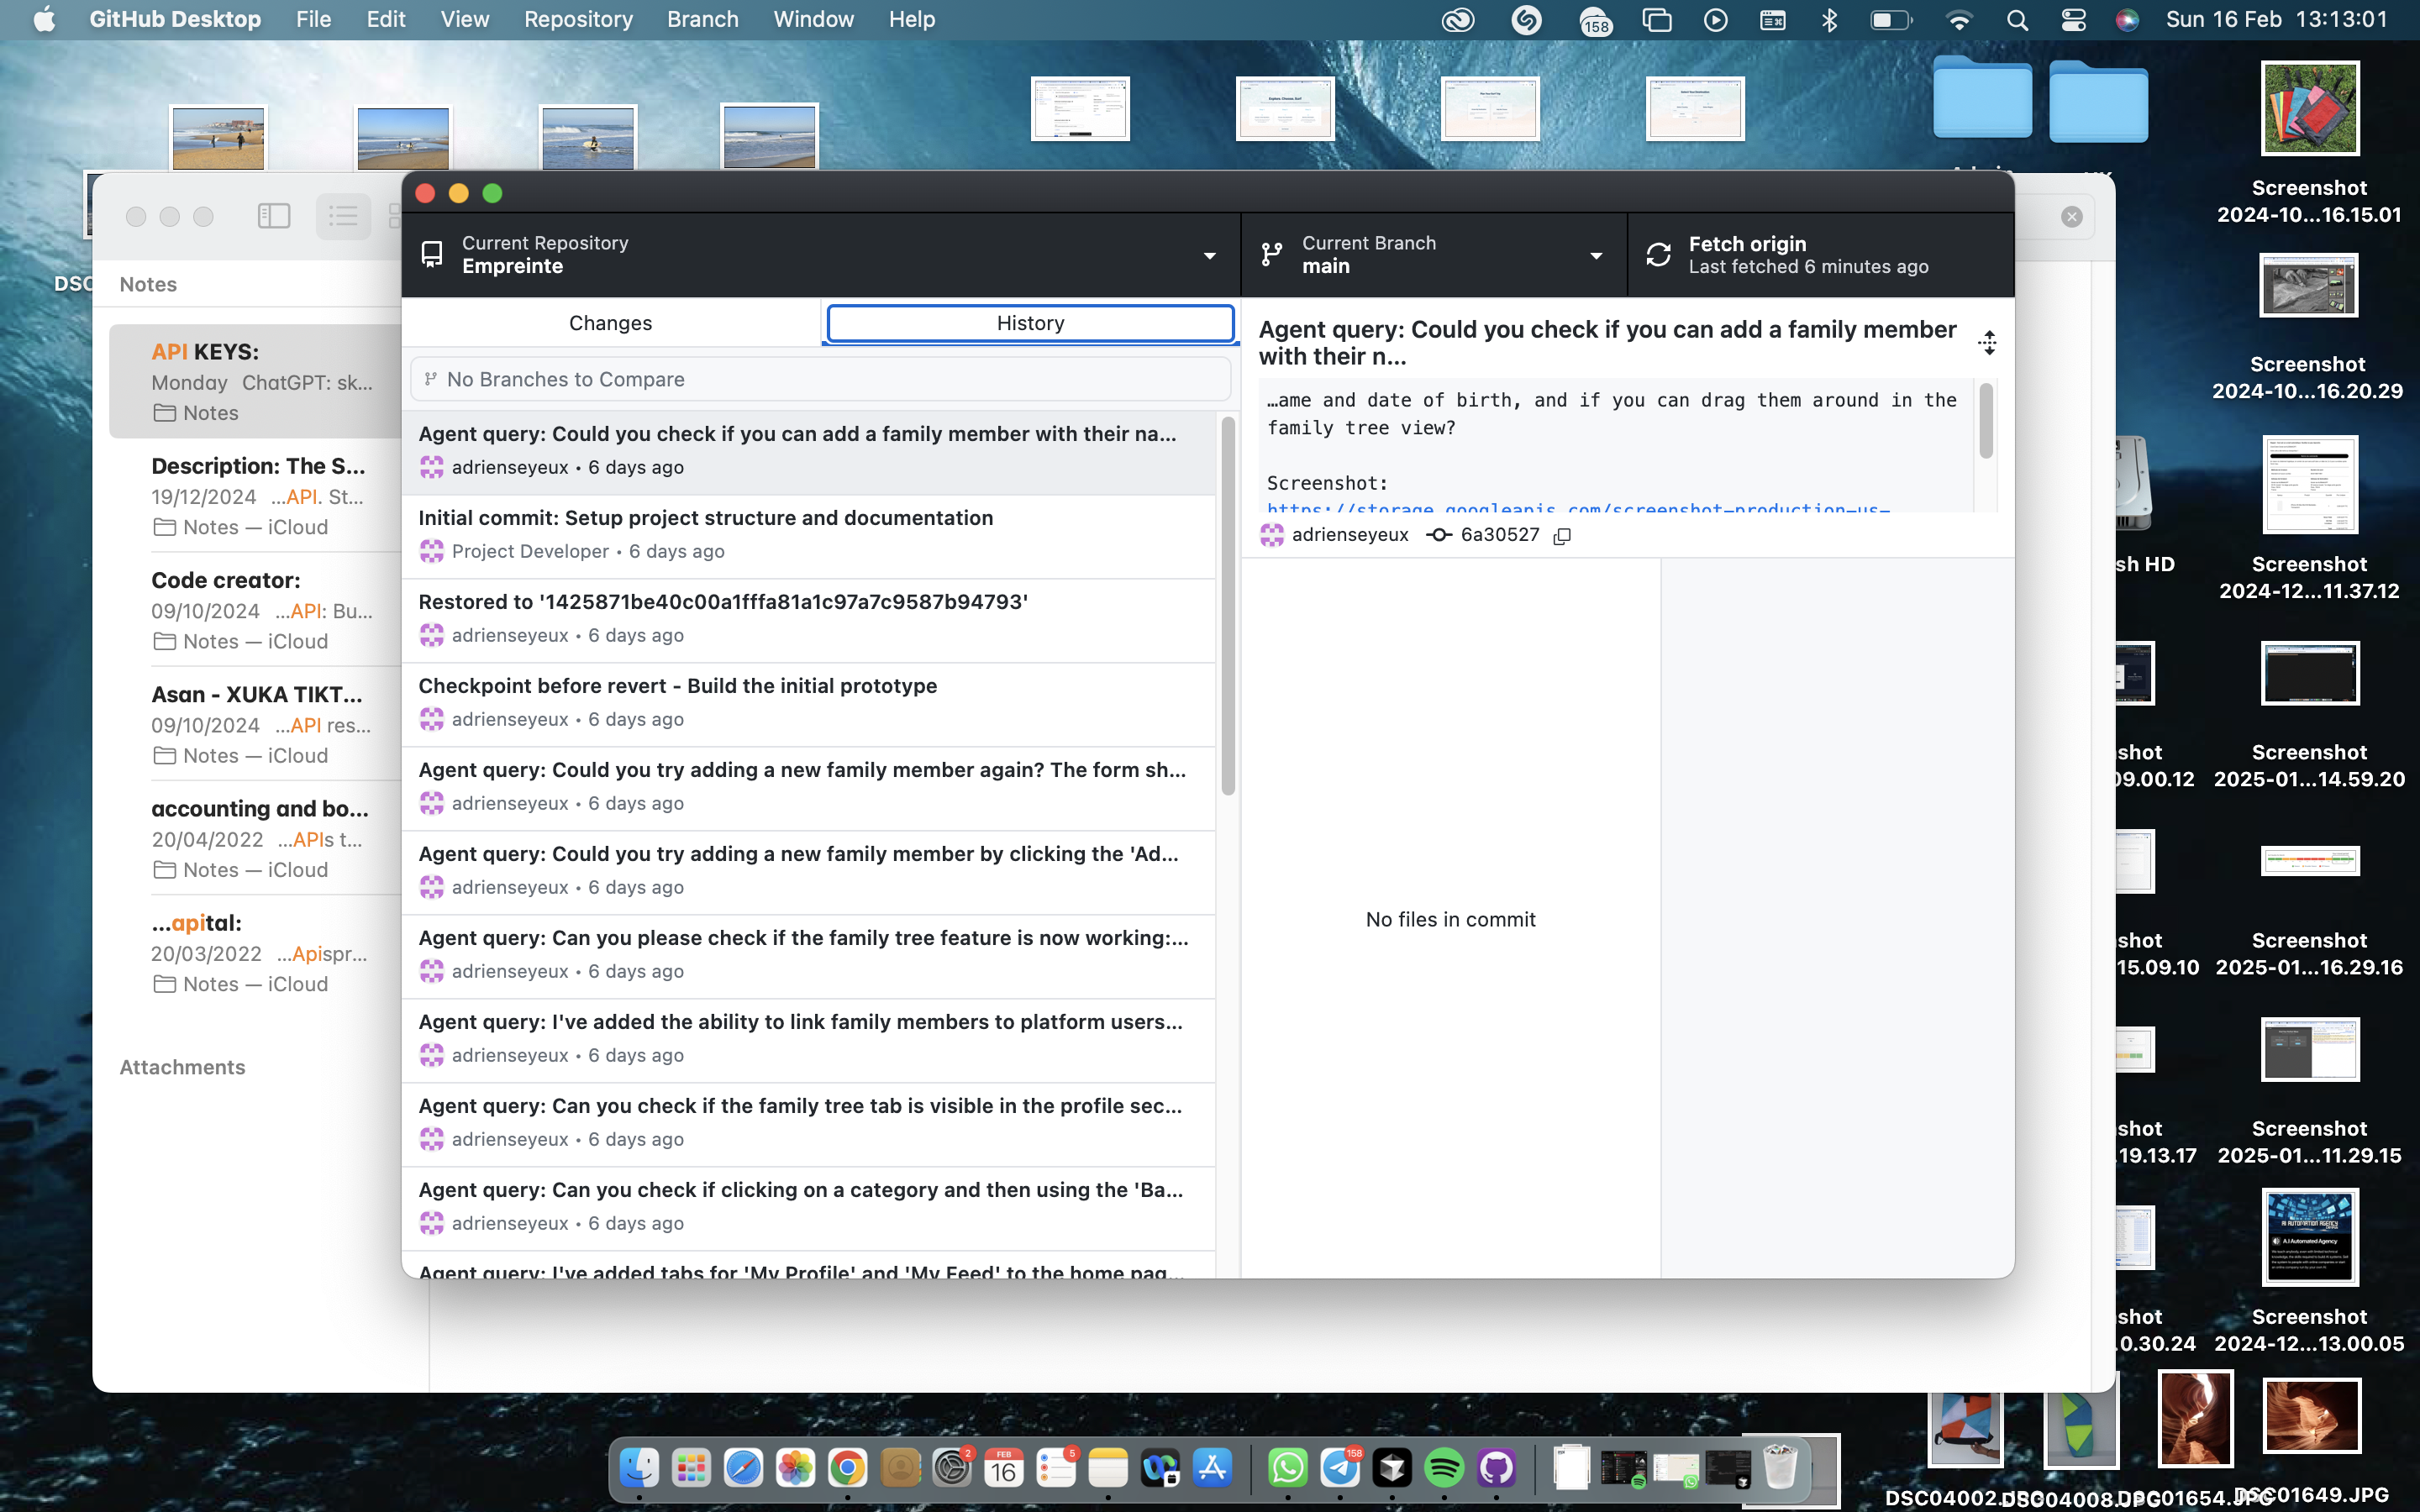 GitHub Desktop File Edit View Repository Branch Window Help
158
Sun 16 Feb 13:13:01
Notes
API KEYS:
Monday ChatGPT: sk...
Notes
Description: The S...
19/12/2024 ...API. St...
Notes — iCloud
Code creator:
09/10/2024 ...API: Bu...
Notes — iCloud
Asan - XUKA TIKT...
09/10/2024 ...API res...
Notes — iCloud
accounting and bo...
20/04/2022 ...APIs t...
Notes — iCloud
...apital:
20/03/2022 ...Apispr...
Notes — iCloud
Attachments
DSC
Current Repository
Empreinte
Current Branch
main
Fetch origin
Last fetched 6 minutes ago
Changes
History
No Branches to Compare
Agent query: Could you check if you can add a family member with their na...
adrienseyeux • 6 days ago
Initial commit: Setup project structure and documentation
Project Developer • 6 days ago
Restored to '1425871be40c00a1fffa81a1c97a7c9587b94793'
adrienseyeux • 6 days ago
Checkpoint before revert - Build the initial prototype
adrienseyeux • 6 days ago
Agent query: Could you try adding a new family member again? The form sh...
adrienseyeux • 6 days ago
Agent query: Could you try adding a new family member by clicking the 'Ad...
adrienseyeux • 6 days ago
Agent query: Can you please check if the family tree feature is now working:...
adrienseyeux • 6 days ago
Agent query: I've added the ability to link family members to platform users...
adrienseyeux • 6 days ago
Agent query: Can you check if the family tree tab is visible in the profile sec...
adrienseyeux • 6 days ago
Agent query: Can you check if clicking on a category and then using the 'Ba...
adrienseyeux • 6 days ago
Agent query: I've added tabs for 'My Profile' and 'My Feed' to the home pag...
Agent query: Could you check if you can add a family member
with their n...
…ame and date of birth, and if you can drag them around in the
family tree view?
Screenshot:
https://storage.googleapis.com/screenshot-production-us-
adrienseyeux 6a30527
No files in commit
Screenshot
2024-10...16.15.01
Screenshot
2024-10...16.20.29
sh HD
Screenshot
2024-12...11.37.12
shot
09.00.12
Screenshot
2025-01...14.59.20
shot
15.09.10
Screenshot
2025-01...16.29.16
shot
.19.13.17
Screenshot
2025-01...11.29.15
AI AUTOMATION AGENCY
A.I Automated Agency
shot
.0.30.24
Screenshot
2024-12...13.00.05
2
FEB
16
5
158
DSC04002.JPG
DSC04008.JPG
DSC01654.JPG
DSC01649.JPG